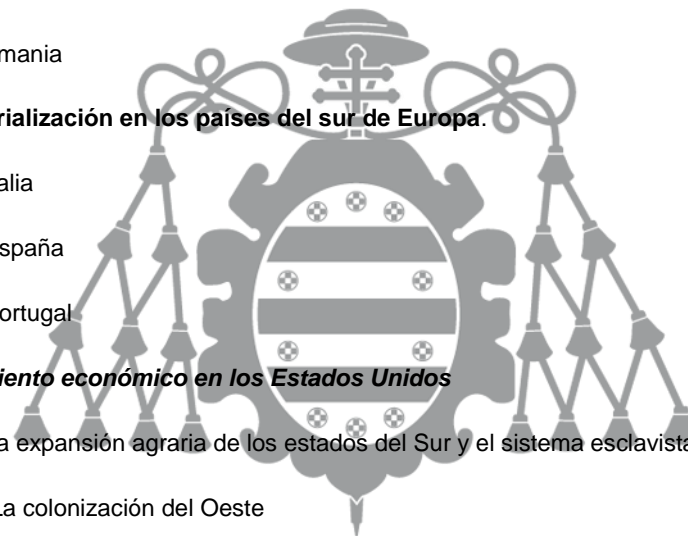 mania
rialización en los países del sur de Europa.
alia
spaña
ortugal
iento económico en los Estados Unidos
a expansión agraria de los estados del Sur y el sistema esclavista
La colonización del Oeste